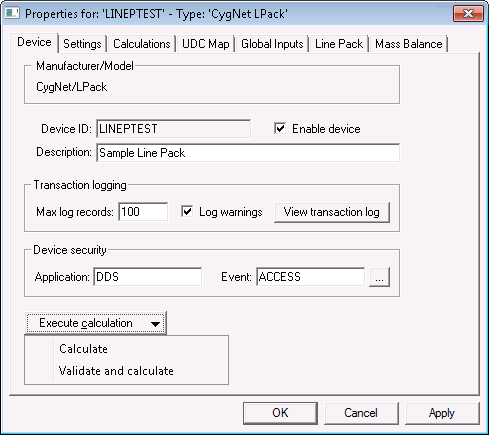 Properties for: 'LINEPTEST' - Type: 'CygNet LPack'
Device Settings Calculations UDC Map Global Inputs Line Pack Mass Balance
Manufacturer/Model
CygNet/LPack
Device ID: LINEPTEST Enable device
Description: Sample Line Pack
Transaction logging
Max log records: 100 Log warnings View transaction log
Device security
Application: DDS Event: ACCESS ...
Execute calculation
Calculate
Validate and calculate
OK Cancel Apply